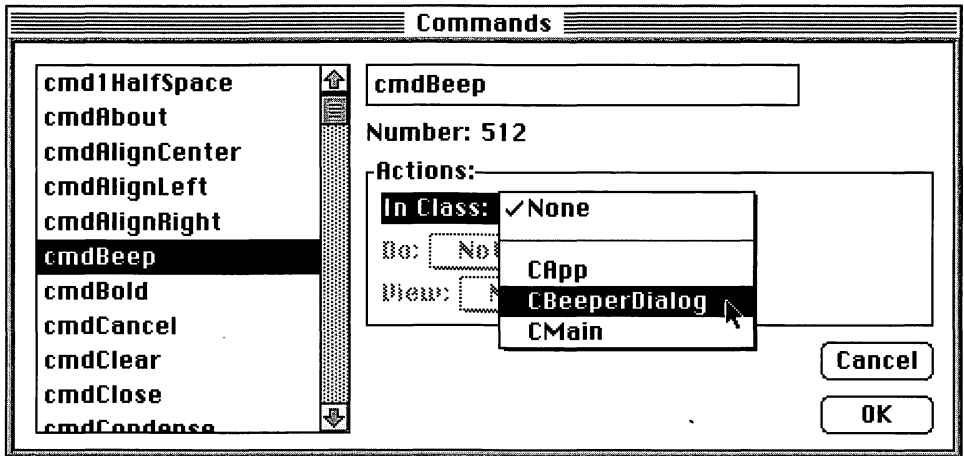 Commands
cmd1HalfSpace
cmdAbout
cmdAlignCenter
cmdAlignLeft
cmdAlignRight
cmdBeep
cmdBold
cmdCancel
cmdClear
cmdClose
cmdCondense
cmdBeep
Number: 512
Actions:
In Class: ✓None
Do:
View:
CApp
CBeeperDialog
CMain
Cancel
OK